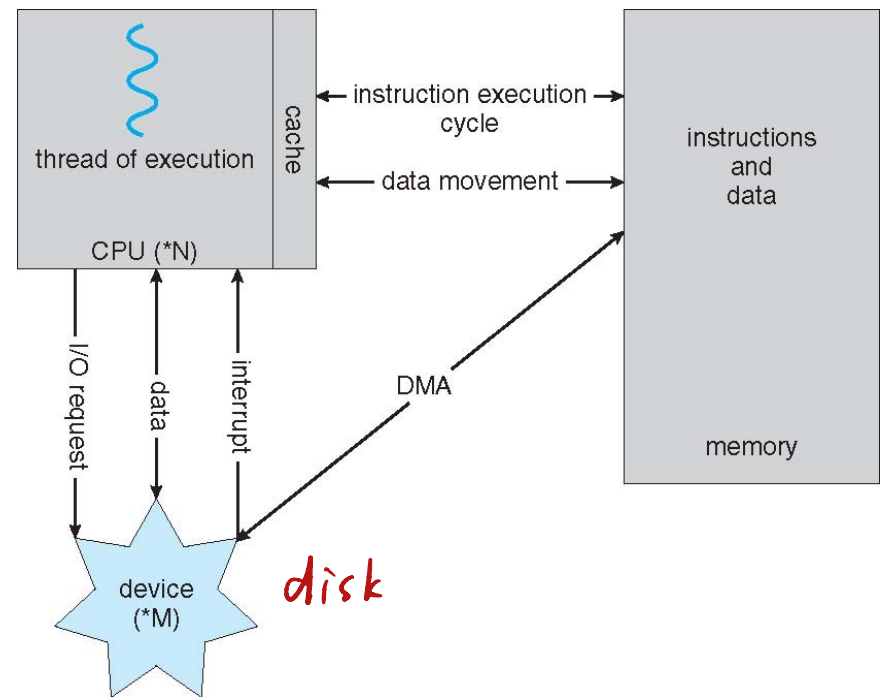 thread of execution
CPU (*N)
cache
instruction execution
cycle
data movement
instructions
and
data
memory
I/O request
data
interrupt
DMA
device
(*M)
disk